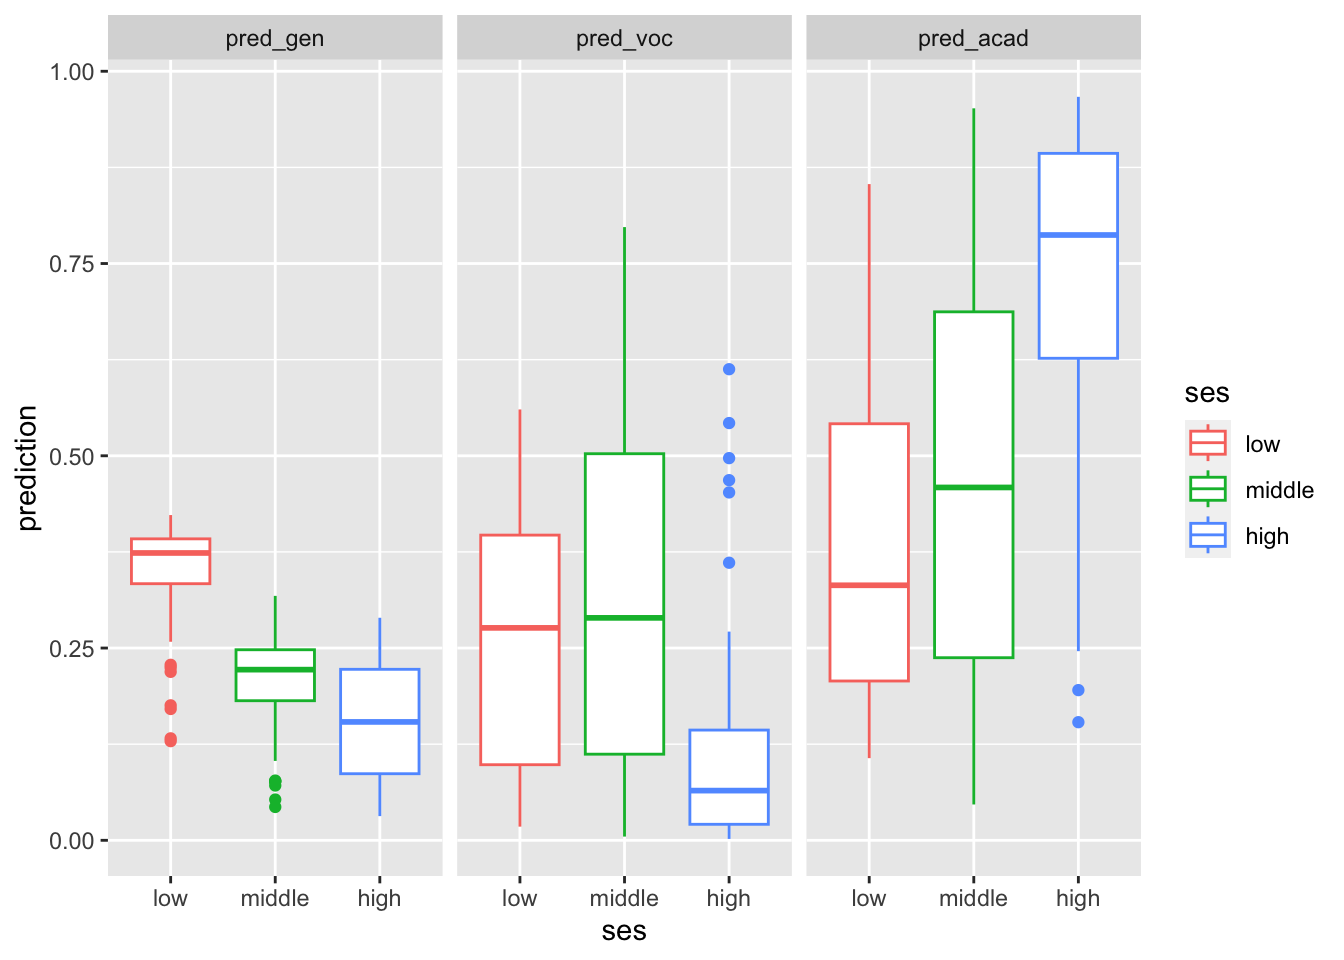 pred_gen
pred_voc
pred_acad
1.00
0.75
0.50
0.25
0.00
prediction
low
middle
high
low
middle
high
low
middle
high
ses
ses
low
middle
high